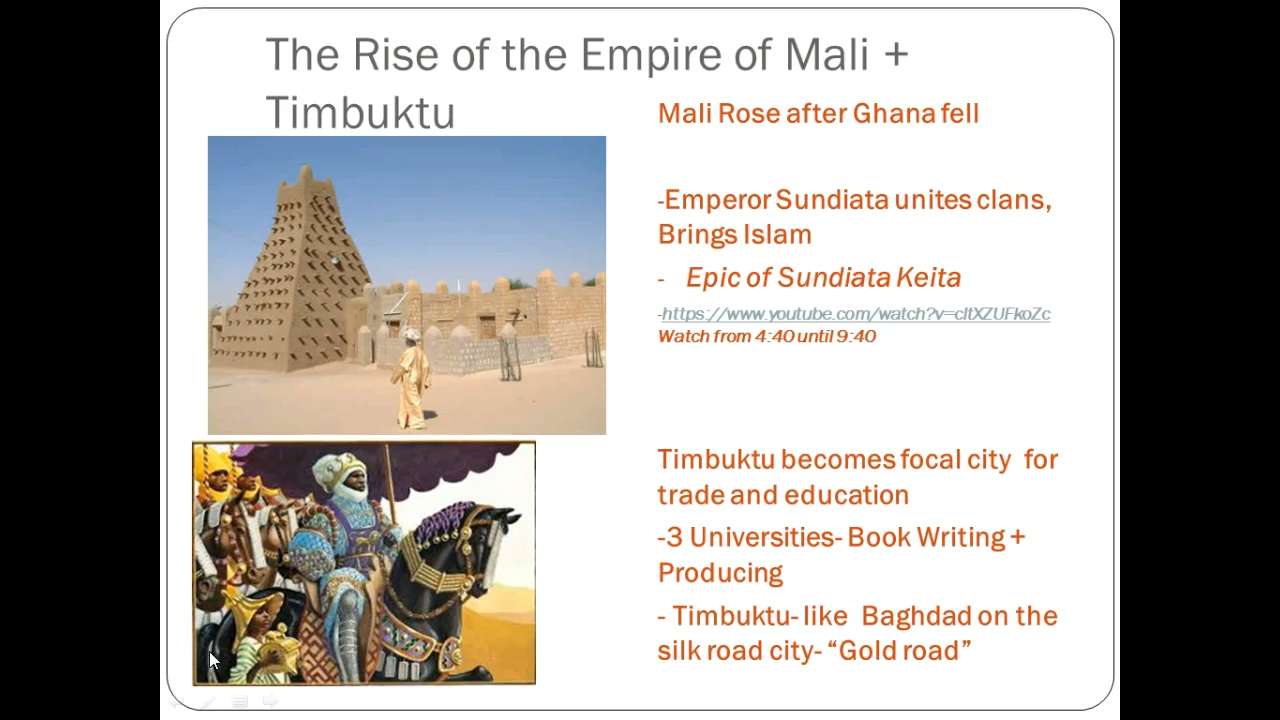 The Rise of the Empire of Mali +
Timbuktu
Mali Rose after Ghana fell
-Emperor Sundiata unites clans,
Brings Islam
- Epic of Sundiata Keita
-https://www.youtube.com/watch?v=cItXZUFkoZc
Watch from 4:40 until 9:40
Timbuktu becomes focal city for
trade and education
-3 Universities- Book Writing +
Producing
- Timbuktu- like Baghdad on the
silk road city- “Gold road”